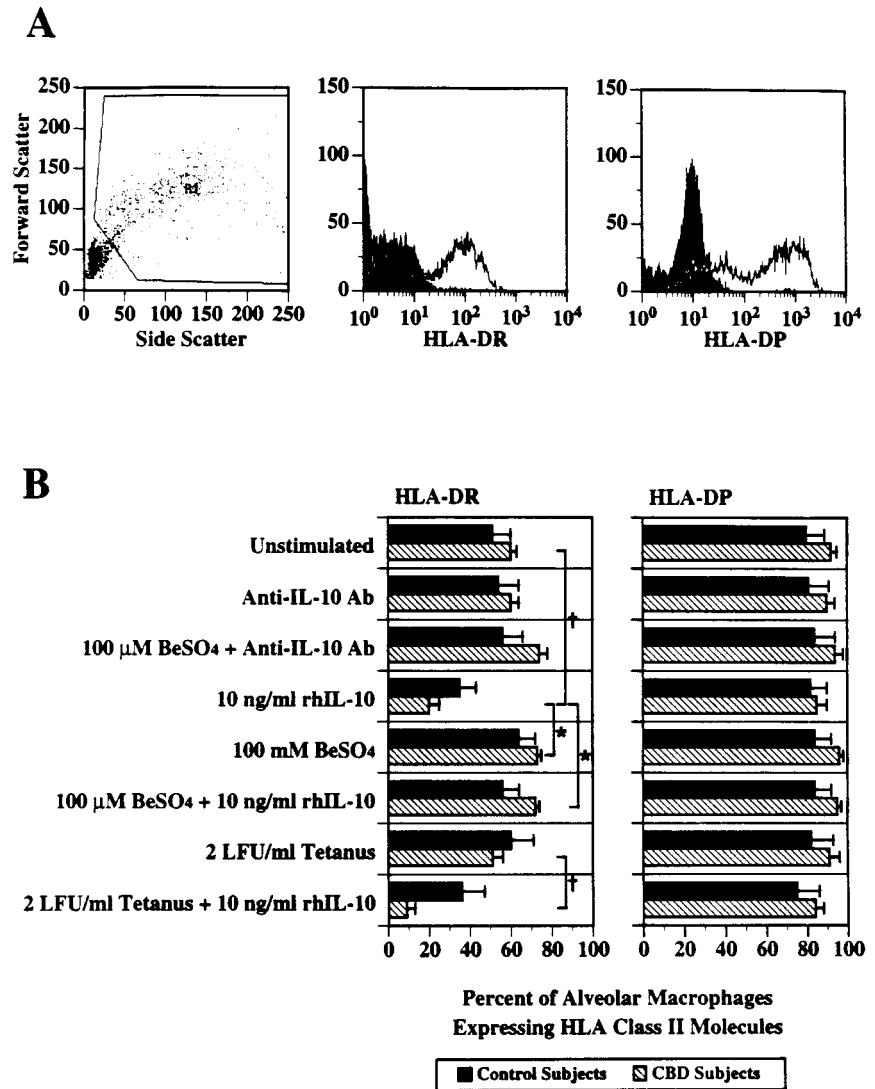 A
250
200
150
100
50
0
Forward Scatter
0 50 100 150 200 250
Side Scatter
R1
150
100
50
0
10⁰ 10¹ 10² 10³ 10⁴
HLA-DR
150
100
50
0
10⁰ 10¹ 10² 10³ 10⁴
HLA-DP
B
HLA-DR HLA-DP
Unstimulated
Anti-IL-10 Ab
100 µM BeSO4 + Anti-IL-10 Ab
10 ng/ml rhIL-10
100 mM BeSO4
100 µM BeSO4 + 10 ng/ml rhIL-10
2 LFU/ml Tetanus
2 LFU/ml Tetanus + 10 ng/ml rhIL-10
†
*
*
†
0 20 40 60 80 100
0 20 40 60 80 100
Percent of Alveolar Macrophages
Expressing HLA Class II Molecules
Control Subjects CBD Subjects